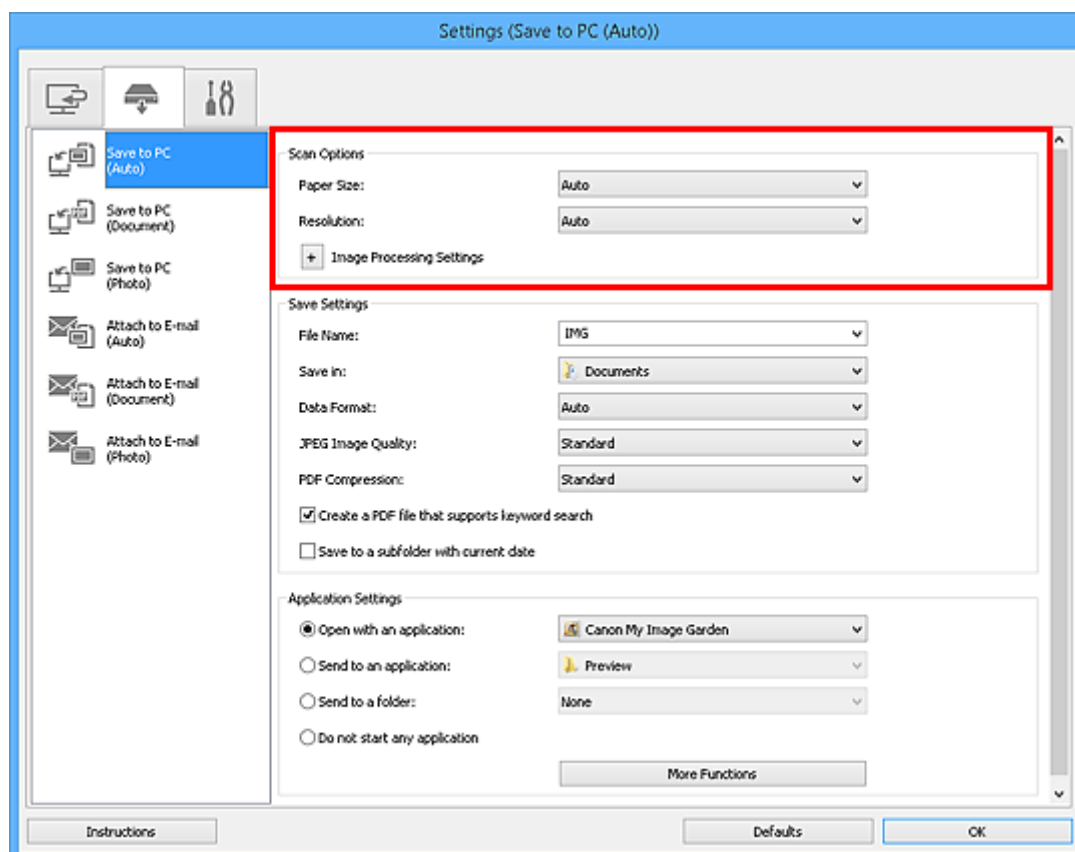 Settings (Save to PC (Auto))
Save to PC
(Auto)
Save to PC
(Document)
Save to PC
(Photo)
Attach to E-mail
(Auto)
Attach to E-mail
(Document)
Attach to E-mail
(Photo)
Scan Options
Paper Size: Auto
Resolution: Auto
+ Image Processing Settings
Save Settings
File Name: IMG
Save in: Documents
Data Format: Auto
JPEG Image Quality: Standard
PDF Compression: Standard
Create a PDF file that supports keyword search
Save to a subfolder with current date
Application Settings
Open with an application: Canon My Image Garden
Send to an application: Preview
Send to a folder: None
Do not start any application
More Functions
Instructions Defaults OK